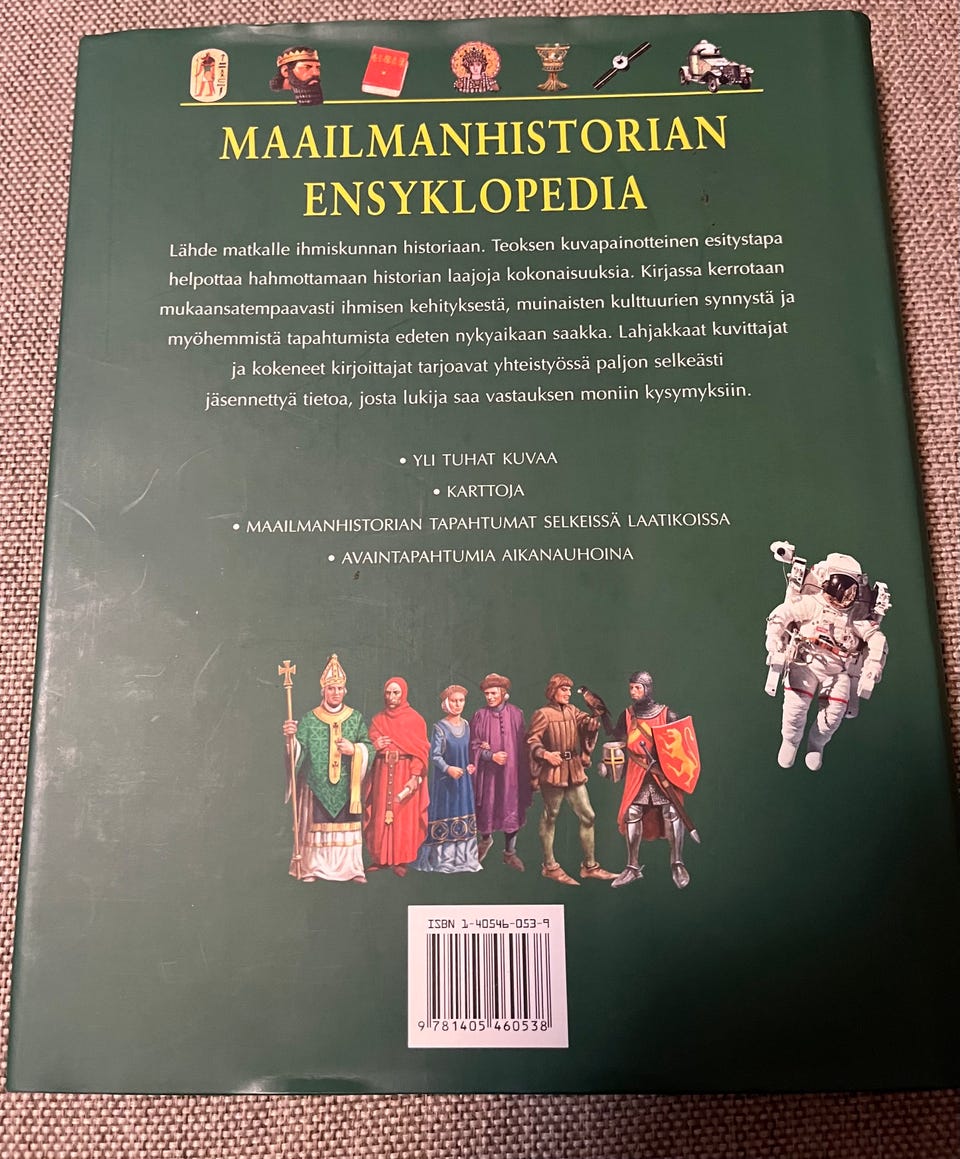 MAAILMANHISTORIAN
ENSYKLOPEDIA
Lähde matkalle ihmiskunnan historiaan. Teoksen kuvapainotteinen esitystapa
helpottaa hahmottamaan historian laajoja kokonaisuuksia. Kirjassa kerrotaan
mukaansatempaavasti ihmisen kehityksestä, muinaisten kulttuurien synnystä ja
myöhemmistä tapahtumista edeten nykyaikaan saakka. Lahjakkaat kuvittajat
ja kokeneet kirjoittajat tarjoavat yhteistyössä paljon selkeästi
jäsennettyä tietoa, josta lukija saa vastauksen moniin kysymyksiin.
• YLI TUHAT KUVAA
• KARTTOJA
• MAAILMANHISTORIAN TAPAHTUMAT SELKEISSÄ LAATIKOISSA
• AVAINTAPAHTUMIA AIKANAUHOINA
ISBN 1-40546-053-9
9 781405 460538